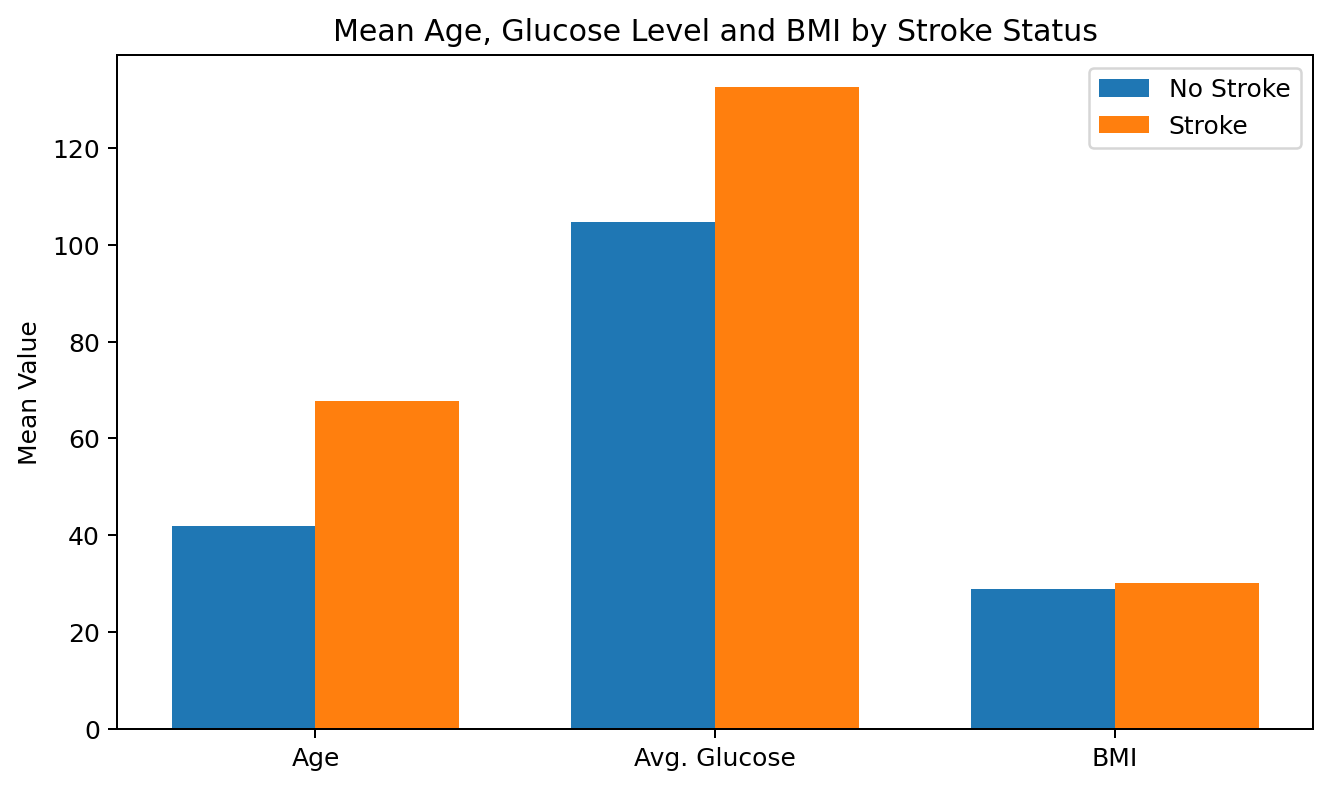 Mean Age, Glucose Level and BMI by Stroke Status
No Stroke
Stroke
Mean Value
120
100
80
60
40
20
0
Age
Avg. Glucose
BMI